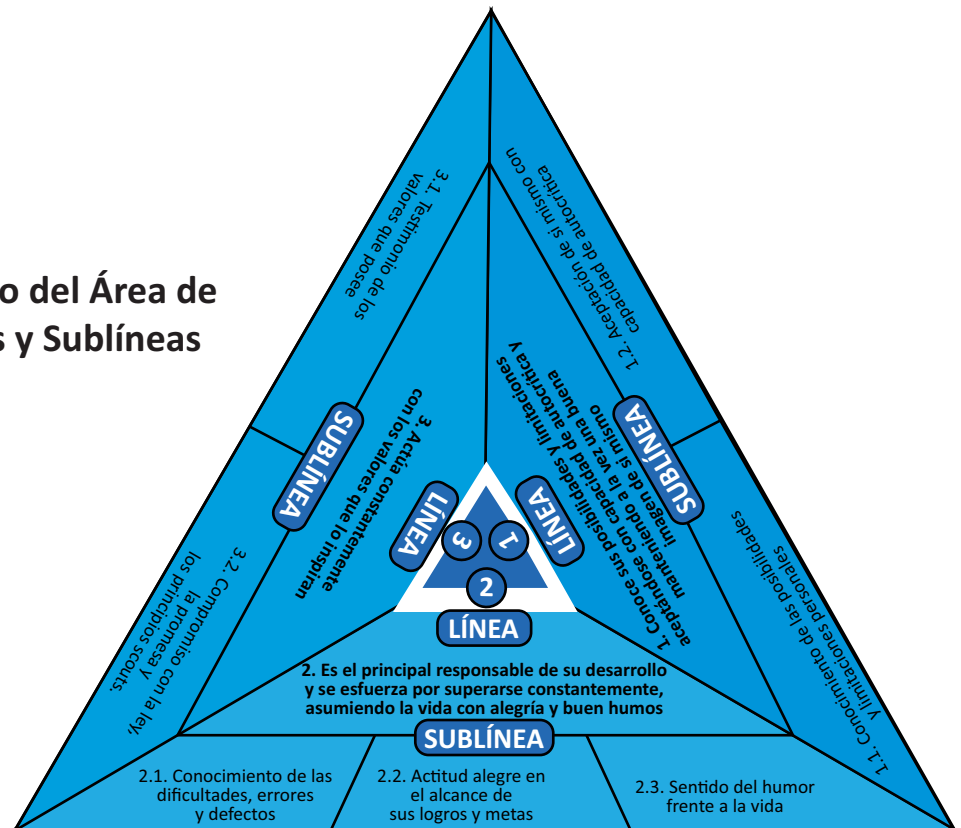 o del Área de
s y Sublíneas
3.1. Testimonio de los
valores que posee
1.2. Aceptación de si mismo con
capacidad de autocrítica
SUBLÍNEA
3. Actúa constantemente
con los valores que lo inspiran
LÍNEA
1. Conoce sus posibilidades y limitaciones
aceptándose con capacidad de autocrítica y
manteniendo a la vez una buena
imagen de si mismo
LÍNEA
SUBLÍNEA
3
1
2
3.2. Compromiso con la ley,
la promesa y
los principios scouts.
1.1. Conocimiento de las posibilidades
y limitaciones personales
LÍNEA
2. Es el principal responsable de su desarrollo
y se esfuerza por superarse constantemente,
asumiendo la vida con alegría y buen humos
SUBLÍNEA
2.1. Conocimiento de las
dificultades, errores
y defectos
2.2. Actitud alegre en
el alcance de
sus logros y metas
2.3. Sentido del humor
frente a la vida